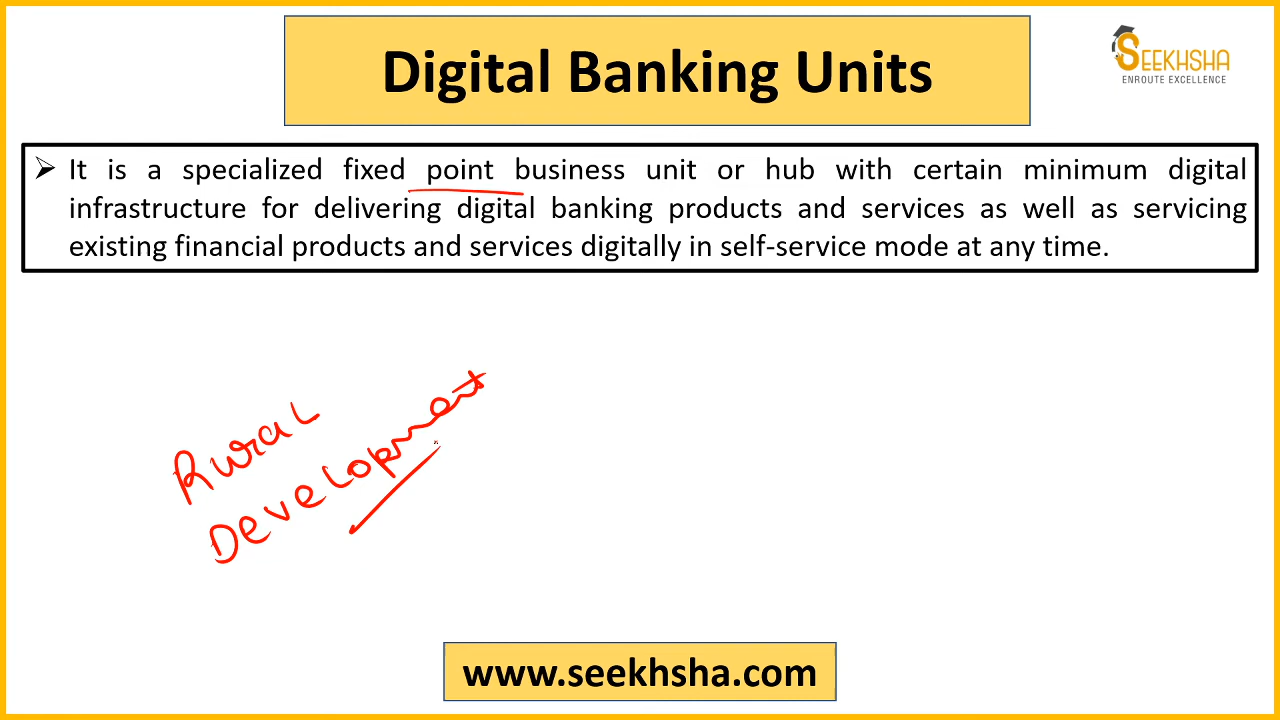 Digital Banking Units
SEEKHSHA
ENROUTE EXCELLENCE
➢ It is a specialized fixed point business unit or hub with certain minimum digital
infrastructure for delivering digital banking products and services as well as servicing
existing financial products and services digitally in self-service mode at any time.
Rural
Development
www.seekhsha.com